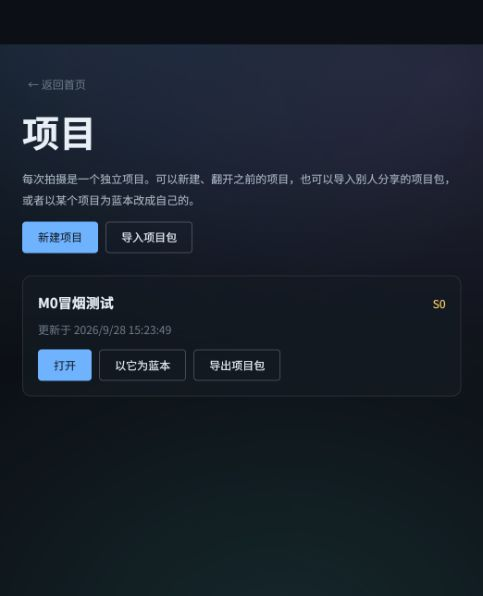 ← 返回首页
项目
每次拍摄是一个独立项目。可以新建、翻开之前的项目，也可以导入别人分享的项目包，
或者以某个项目为蓝本改成自己的。
新建项目 导入项目包
M0冒烟测试 S0
更新于 2026/9/28 15:23:49
打开 以它为蓝本 导出项目包